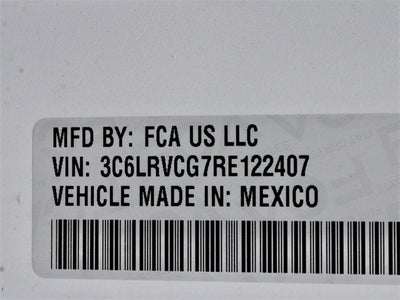 MFD BY: FCA US LLC
VIN: 3C6LRVCG7RE122407
VEHICLE MADE IN: MEXICO